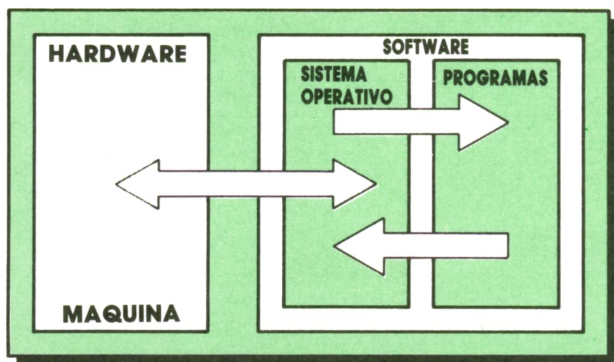 HARDWARE
MAQUINA
SOFTWARE
SISTEMA
OPERATIVO
PROGRAMAS